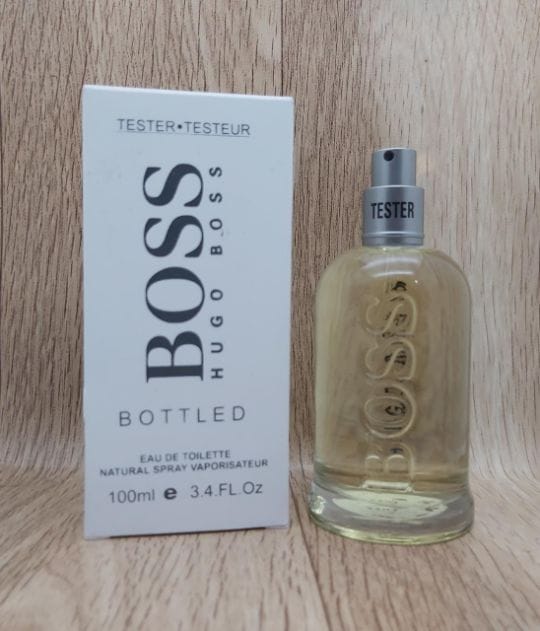 TESTER•TESTEUR
BOSS
HUGO BOSS
BOTTLED
EAU DE TOILETTE
NATURAL SPRAY VAPORISATEUR
100ml e 3.4.FL.Oz
TESTER
BOSS